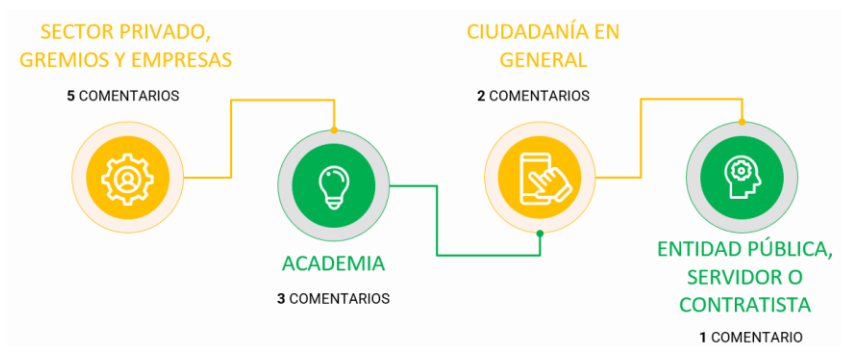 SECTOR PRIVADO,
GREMIOS Y EMPRESAS
5 COMENTARIOS
ACADEMIA
3 COMENTARIOS
CIUDADANÍA EN
GENERAL
2 COMENTARIOS
ENTIDAD PÚBLICA,
SERVIDOR O
CONTRATISTA
1 COMENTARIO